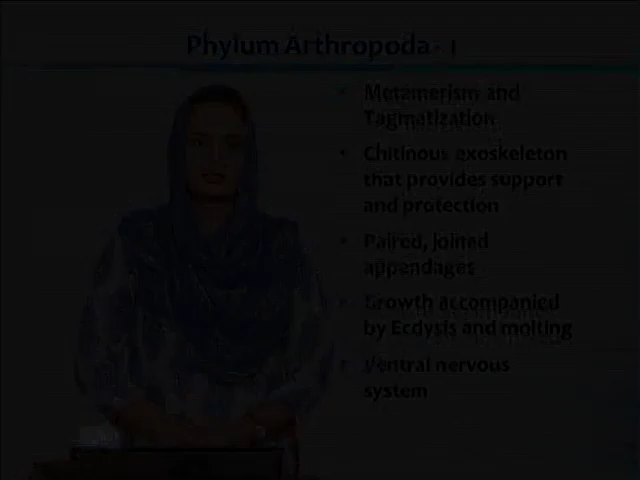 Phylum Arthropoda - I
• Metamerism and
Tagmatization
• Chitinous exoskeleton
that provides support
and protection
• Paired, joined
appendages
• Growth accompanied
by Ecdysis and molting
• Ventral nervous
system